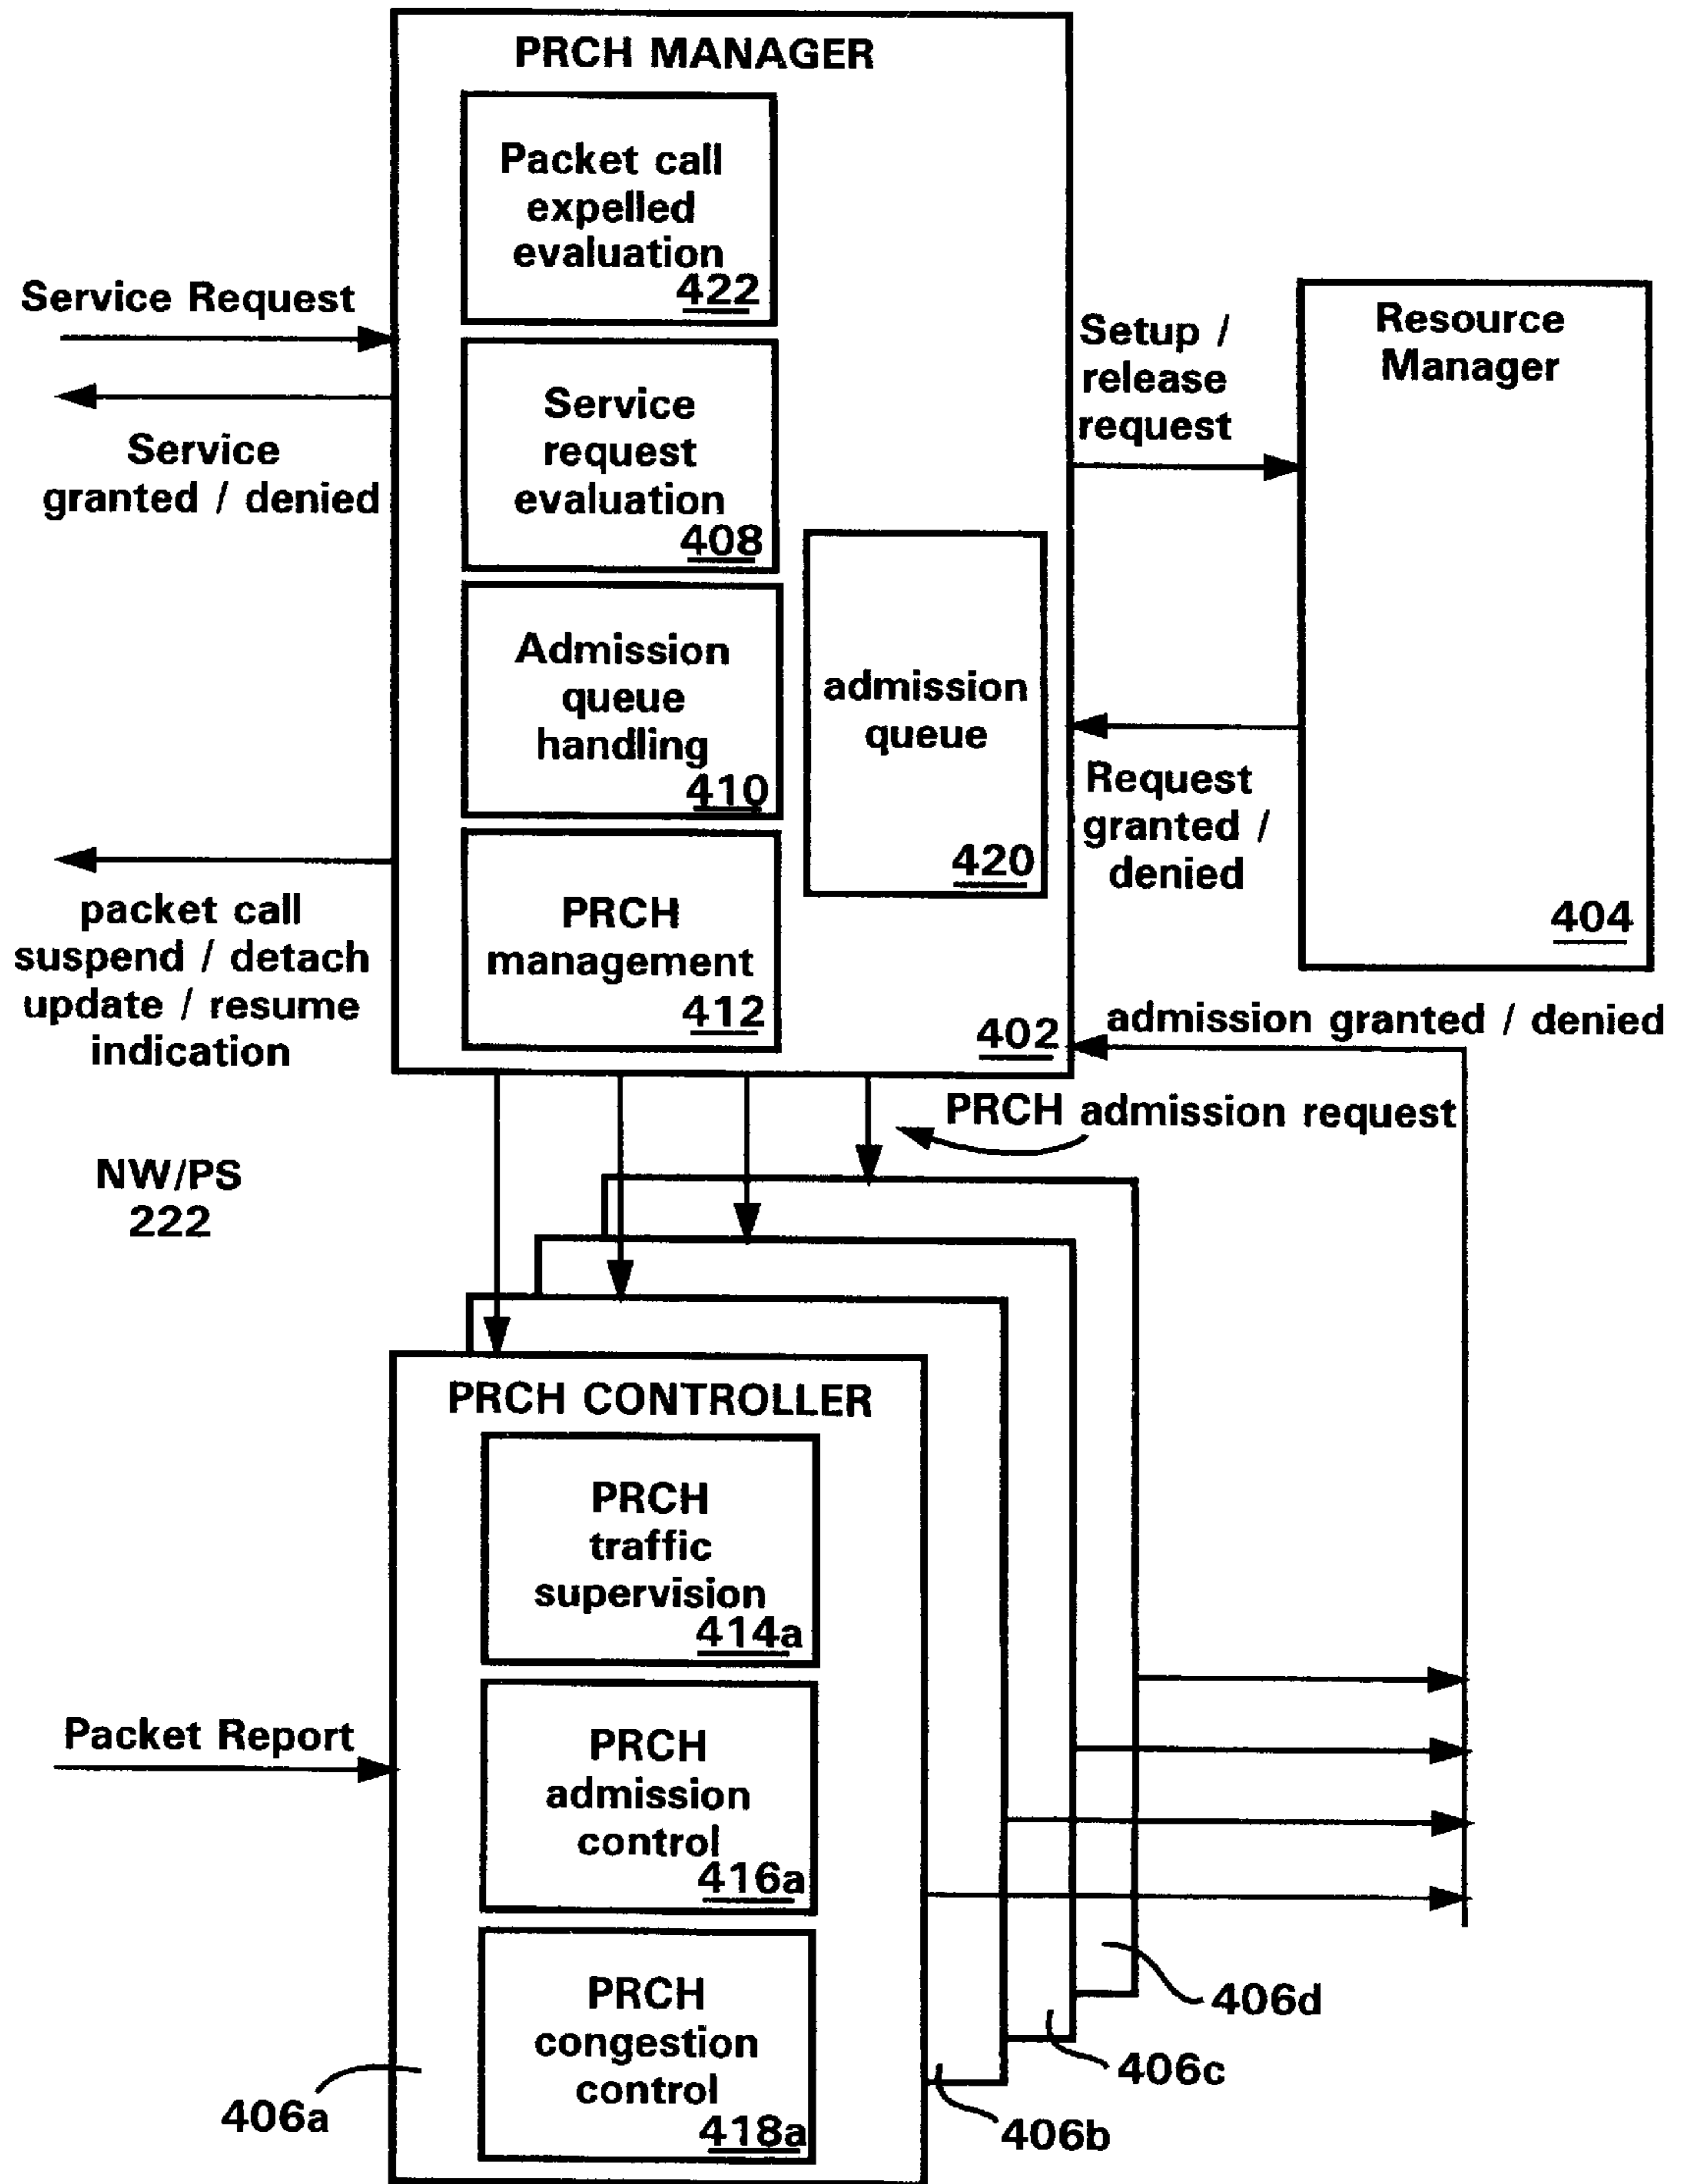 PRCH MANAGER
Packet call
expelled
evaluation
422
Service Request
Service
granted / denied
Service
request
evaluation
408
Setup /
release
request
Resource
Manager
Admission
queue
handling
410
admission
queue
420
Request
granted /
denied
404
packet call
suspend / detach
update / resume
indication
PRCH
management
412
402
admission granted / denied
PRCH admission request
NW/PS
222
PRCH CONTROLLER
PRCH
traffic
supervision
414a
Packet Report
PRCH
admission
control
416a
PRCH
congestion
control
418a
406a
406b
406c
406d